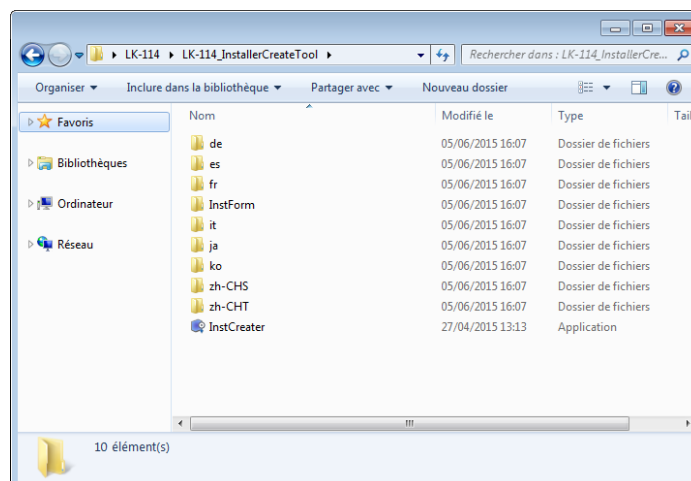 LK-114 LK-114_InstallerCreateTool Rechercher dans : LK-114_InstallerCre...
Organiser Inclure dans la bibliothèque Partager avec Nouveau dossier
Nom Modifié le Type Tail
Favoris
Bibliothèques
Ordinateur
Réseau
de 05/06/2015 16:07 Dossier de fichiers
es 05/06/2015 16:07 Dossier de fichiers
fr 05/06/2015 16:07 Dossier de fichiers
InstForm 05/06/2015 16:07 Dossier de fichiers
it 05/06/2015 16:07 Dossier de fichiers
ja 05/06/2015 16:07 Dossier de fichiers
ko 05/06/2015 16:07 Dossier de fichiers
zh-CHS 05/06/2015 16:07 Dossier de fichiers
zh-CHT 05/06/2015 16:07 Dossier de fichiers
InstCreater 27/04/2015 13:13 Application
10 élément(s)